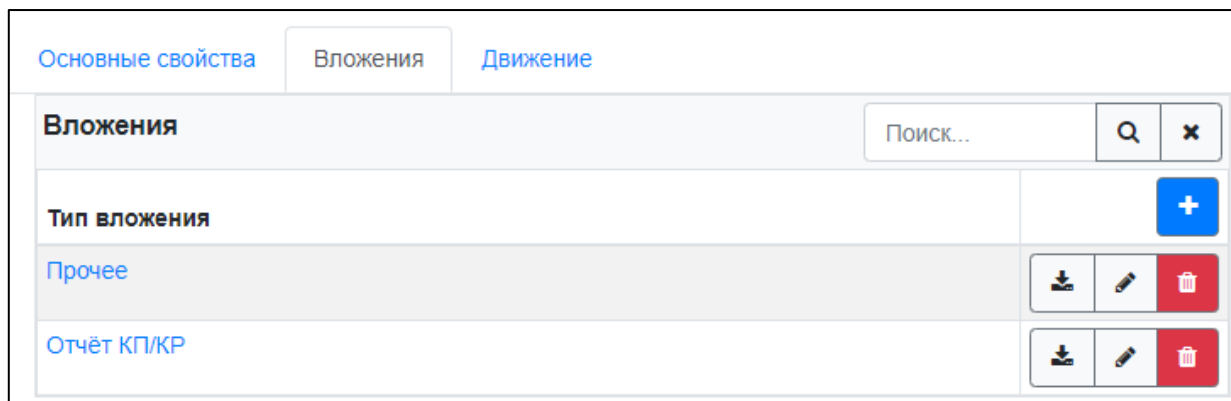 Основные свойства Вложения Движение
Вложения Поиск...
Тип вложения
Прочее
Отчёт КП/КР